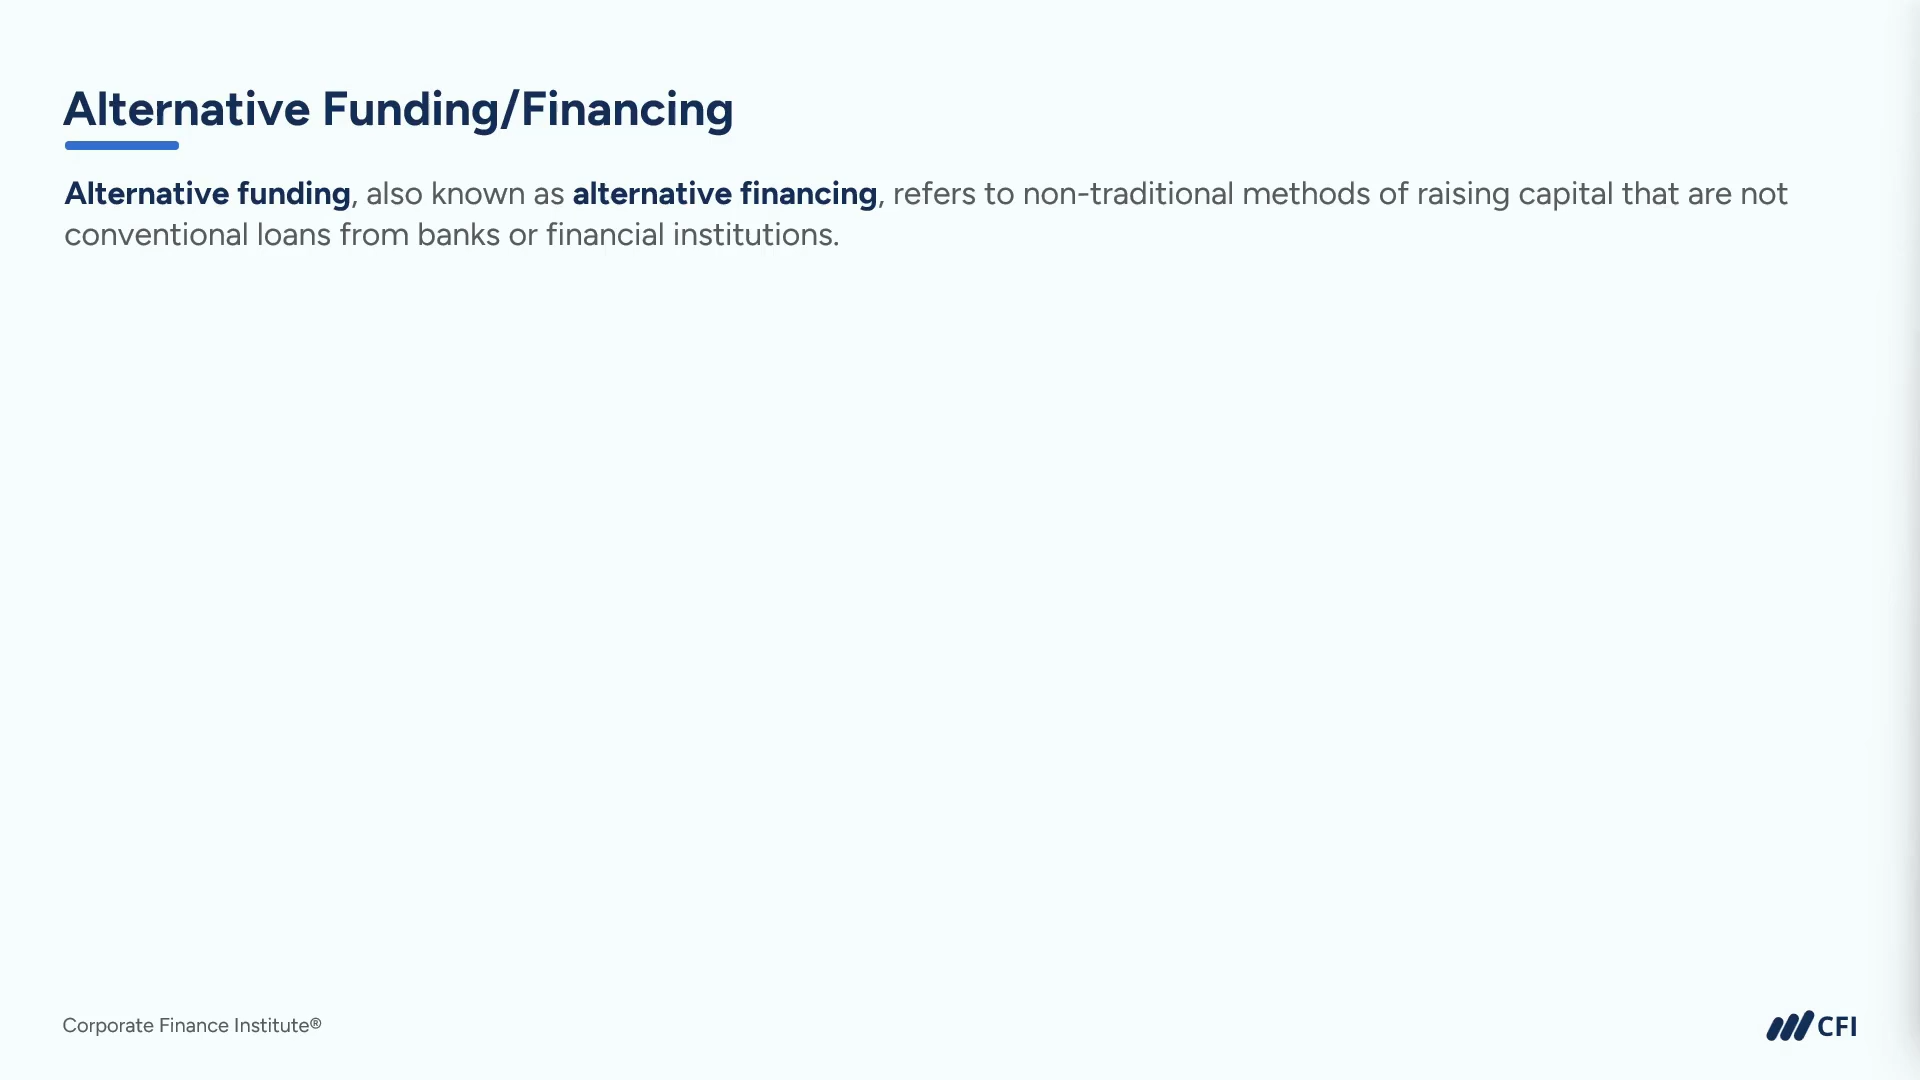 Alternative Funding/Financing
Alternative funding, also known as alternative financing, refers to non-traditional methods of raising capital that are not
conventional loans from banks or financial institutions.
Corporate Finance Institute®
CFI